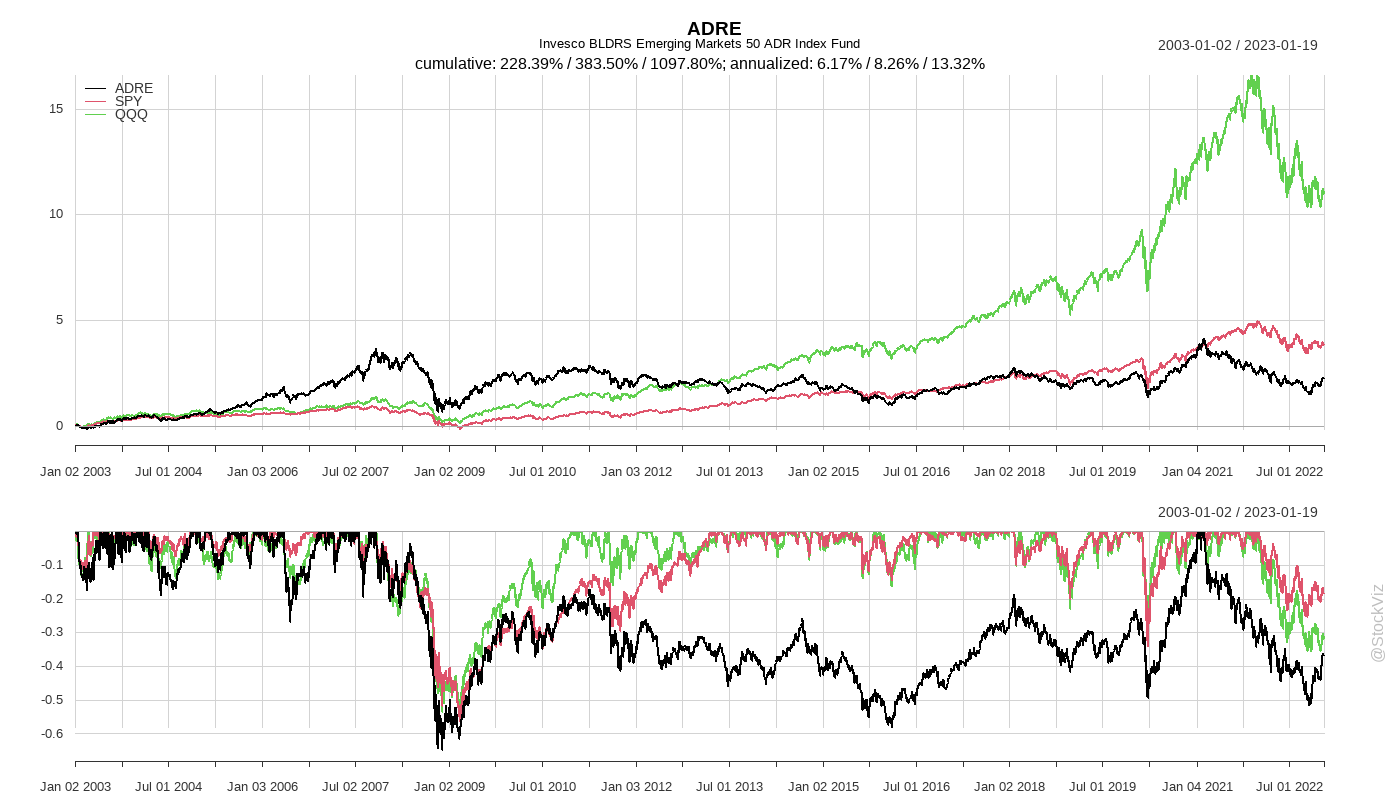 ADRE
Invesco BLDRS Emerging Markets 50 ADR Index Fund
2003-01-02 / 2023-01-19
cumulative: 228.39% / 383.50% / 1097.80%; annualized: 6.17% / 8.26% / 13.32%
ADRE
SPY
QQQ
15
10
5
0
Jan 02 2003 Jul 01 2004 Jan 03 2006 Jul 02 2007 Jan 02 2009 Jul 01 2010 Jan 03 2012 Jul 01 2013 Jan 02 2015 Jul 01 2016 Jan 02 2018 Jul 01 2019 Jan 04 2021 Jul 01 2022
2003-01-02 / 2023-01-19
-0.1
-0.2
-0.3
-0.4
-0.5
-0.6
Jan 02 2003 Jul 01 2004 Jan 03 2006 Jul 02 2007 Jan 02 2009 Jul 01 2010 Jan 03 2012 Jul 01 2013 Jan 02 2015 Jul 01 2016 Jan 02 2018 Jul 01 2019 Jan 04 2021 Jul 01 2022
@StockViz